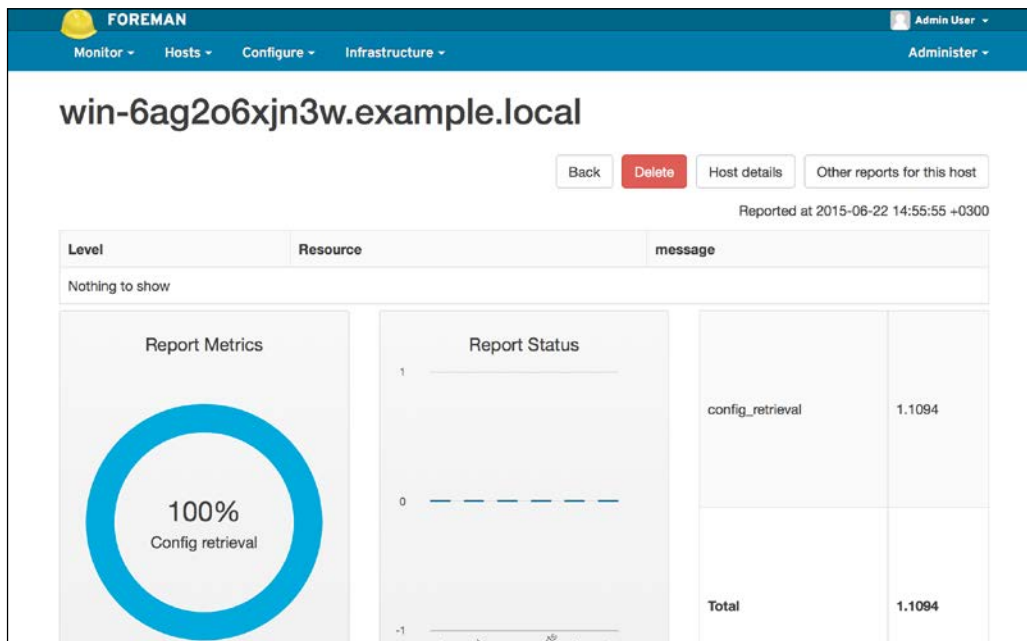 FOREMAN
Admin User
Monitor
Hosts
Configure
Infrastructure
Administer
win-6ag2o6xjn3w.example.local
Back
Delete
Host details
Other reports for this host
Reported at 2015-06-22 14:55:55 +0300
Level
Resource
message
Nothing to show
Report Metrics
100%
Config retrieval
Report Status
1
0
-1
config_retrieval
1.1094
Total
1.1094